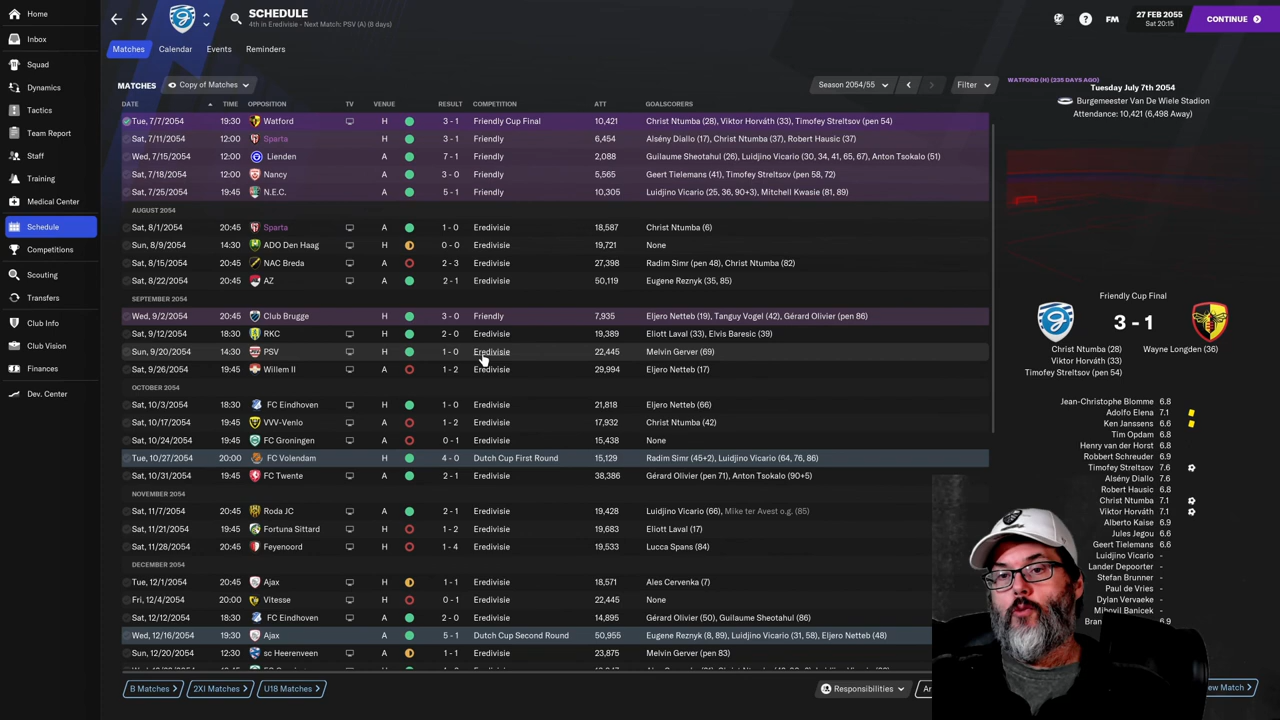 Home
Inbox
Squad
Dynamics
Tactics
Team Report
Staff
Training
Medical Center
Schedule
Competitions
Scouting
Transfers
Club Info
Club Vision
Finances
Dev. Center
SCHEDULE
4th in Eredivisie - Next Match: PSV (A) (8 days)
FM
27 FEB 2055
Sat 20:15
CONTINUE
Matches Calendar Events Reminders
MATCHES Copy of Matches Season 2054/55 Filter
DATE TIME OPPOSITION TV VENUE RESULT COMPETITION ATT GOALSCORERS
Tue, 7/7/2054 19:30 Watford H 3 - 1 Friendly Cup Final 10,421 Christ Ntumba (28), Viktor Horváth (33), Timofey Streltsov (pen 54)
Sat, 7/11/2054 12:00 Sparta H 3 - 1 Friendly 6,454 Alsény Diallo (17), Christ Ntumba (37), Robert Hausic (37)
Wed, 7/15/2054 12:00 Lienden A 7 - 1 Friendly 2,088 Guilaume Sheotahul (26), Luidjino Vicario (30, 34, 41, 65, 67), Anton Tsokalo (51)
Sat, 7/18/2054 12:00 Nancy A 3 - 0 Friendly 5,565 Geert Tielemans (41), Timofey Streltsov (pen 58, 72)
Sat, 7/25/2054 19:45 N.E.C. H 5 - 1 Friendly 10,305 Luidjino Vicario (25, 36, 90+3), Mitchell Kwasie (81, 89)
AUGUST 2054
Sat, 8/1/2054 20:45 Sparta A 1 - 0 Eredivisie 18,587 Christ Ntumba (6)
Sun, 8/9/2054 14:30 ADO Den Haag H 0 - 0 Eredivisie 19,721 None
Sat, 8/15/2054 20:45 NAC Breda A 2 - 3 Eredivisie 27,398 Radim Simr (pen 48), Christ Ntumba (82)
Sat, 8/22/2054 20:45 AZ A 2 - 1 Eredivisie 50,119 Eugene Reznyk (35, 85)
SEPTEMBER 2054
Wed, 9/2/2054 20:45 Club Brugge H 3 - 0 Friendly 7,935 Eljero Netteb (19), Tanguy Vogel (42), Gérard Olivier (pen 86)
Sat, 9/12/2054 18:30 RKC H 2 - 0 Eredivisie 19,389 Eliott Laval (33), Elvis Baresic (39)
Sun, 9/20/2054 14:30 PSV H 1 - 0 Eredivisie 22,445 Melvin Gerver (69)
Sat, 9/26/2054 19:45 Willem II A 1 - 2 Eredivisie 29,994 Eljero Netteb (17)
OCTOBER 2054
Sat, 10/3/2054 18:30 FC Eindhoven H 1 - 0 Eredivisie 21,818 Eljero Netteb (66)
Sat, 10/17/2054 19:45 VVV-Venlo A 1 - 2 Eredivisie 17,932 Christ Ntumba (42)
Sat, 10/24/2054 19:45 FC Groningen H 0 - 1 Eredivisie 15,438 None
Tue, 10/27/2054 20:00 FC Volendam H 4 - 0 Dutch Cup First Round 15,129 Radim Simr (45+2), Luidjino Vicario (64, 76, 86)
Sat, 10/31/2054 19:45 FC Twente A 2 - 1 Eredivisie 38,386 Gérard Olivier (pen 71), Anton Tsokalo (90+5)
NOVEMBER 2054
Sat, 11/7/2054 20:45 Roda JC A 2 - 1 Eredivisie 19,428 Luidjino Vicario (66), Mike ter Avest o.g. (85)
Sat, 11/21/2054 20:45 Fortuna Sittard H 1 - 2 Eredivisie 19,683 Eliott Laval (17)
Sat, 11/28/2054 20:45 Feyenoord H 1 - 4 Eredivisie 19,533 Lucca Spans (84)
DECEMBER 2054
Tue, 12/1/2054 20:45 Ajax H 1 - 1 Eredivisie 18,571 Ales Cervenka (7)
Fri, 12/4/2054 20:00 Vitesse H 0 - 1 Eredivisie 22,445 None
Sat, 12/12/2054 18:30 FC Eindhoven A 2 - 0 Eredivisie 14,895 Gérard Olivier (50), Guilaume Sheotahul (86)
Wed, 12/16/2054 19:30 Ajax A 5 - 1 Dutch Cup Second Round 50,955 Eugene Reznyk (8, 89), Luidjino Vicario (31, 58), Eljero Netteb (48)
Sun, 12/20/2054 12:30 sc Heerenveen A 1 - 1 Eredivisie 23,875 Melvin Gerver (pen 83)
B Matches 2XI Matches U18 Matches Responsibilities
WATFORD (H) (235 DAYS AGO)
Tuesday July 7th 2054
Burgemeester Van De Wiele Stadion
Attendance: 10,421 (6,498 Away)
Friendly Cup Final
3 - 1
Christ Ntumba (28) Wayne Longden (36)
Viktor Horváth (33)
Timofey Streltsov (pen 54)
Jean-Christophe Blomme 6.8
Adolfo Elena 7.1
Ken Janssens 6.6
Tim Opdam 6.8
Henry van der Horst 6.8
Robbert Schreuder 6.9
Timofey Streltsov 7.6
Alsény Diallo 7.6
Robert Hausic 6.8
Christ Ntumba 7.1
Viktor Horváth 7.1
Alberto Kaise 6.9
Jules Jegou 6.6
Geert Tielemans 6.6
Luidjino Vicario -
Lander Depoorter -
Stefan Brunner -
Paul de Vries -
Dylan Vervaeke -
Mihovil Banicek -
6.9
Match